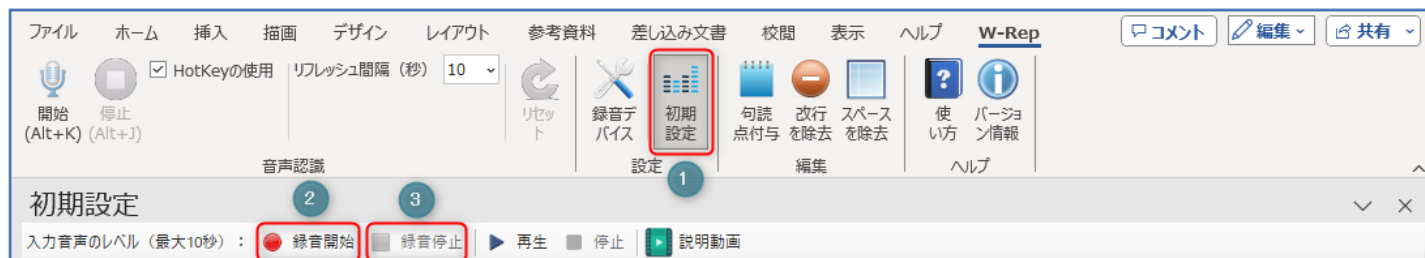 ファイル ホーム 挿入 描画 デザイン レイアウト 参考資料 差し込み文書 校閲 表示 ヘルプ W-Rep コメント 編集 共有
開始
(Alt+K)
停止
(Alt+J)
HotKeyの使用
リフレッシュ間隔(秒) 10
リセッ
ト
録音デ
バイス
初期
設定
句読
点付与
改行
を除去
スペース
を除去
使
い方
バージョ
ン情報
音声認識 設定 編集 ヘルプ
1
初期設定
2 3
入力音声のレベル(最大10秒): 録音開始 録音停止 再生 停止 説明動画